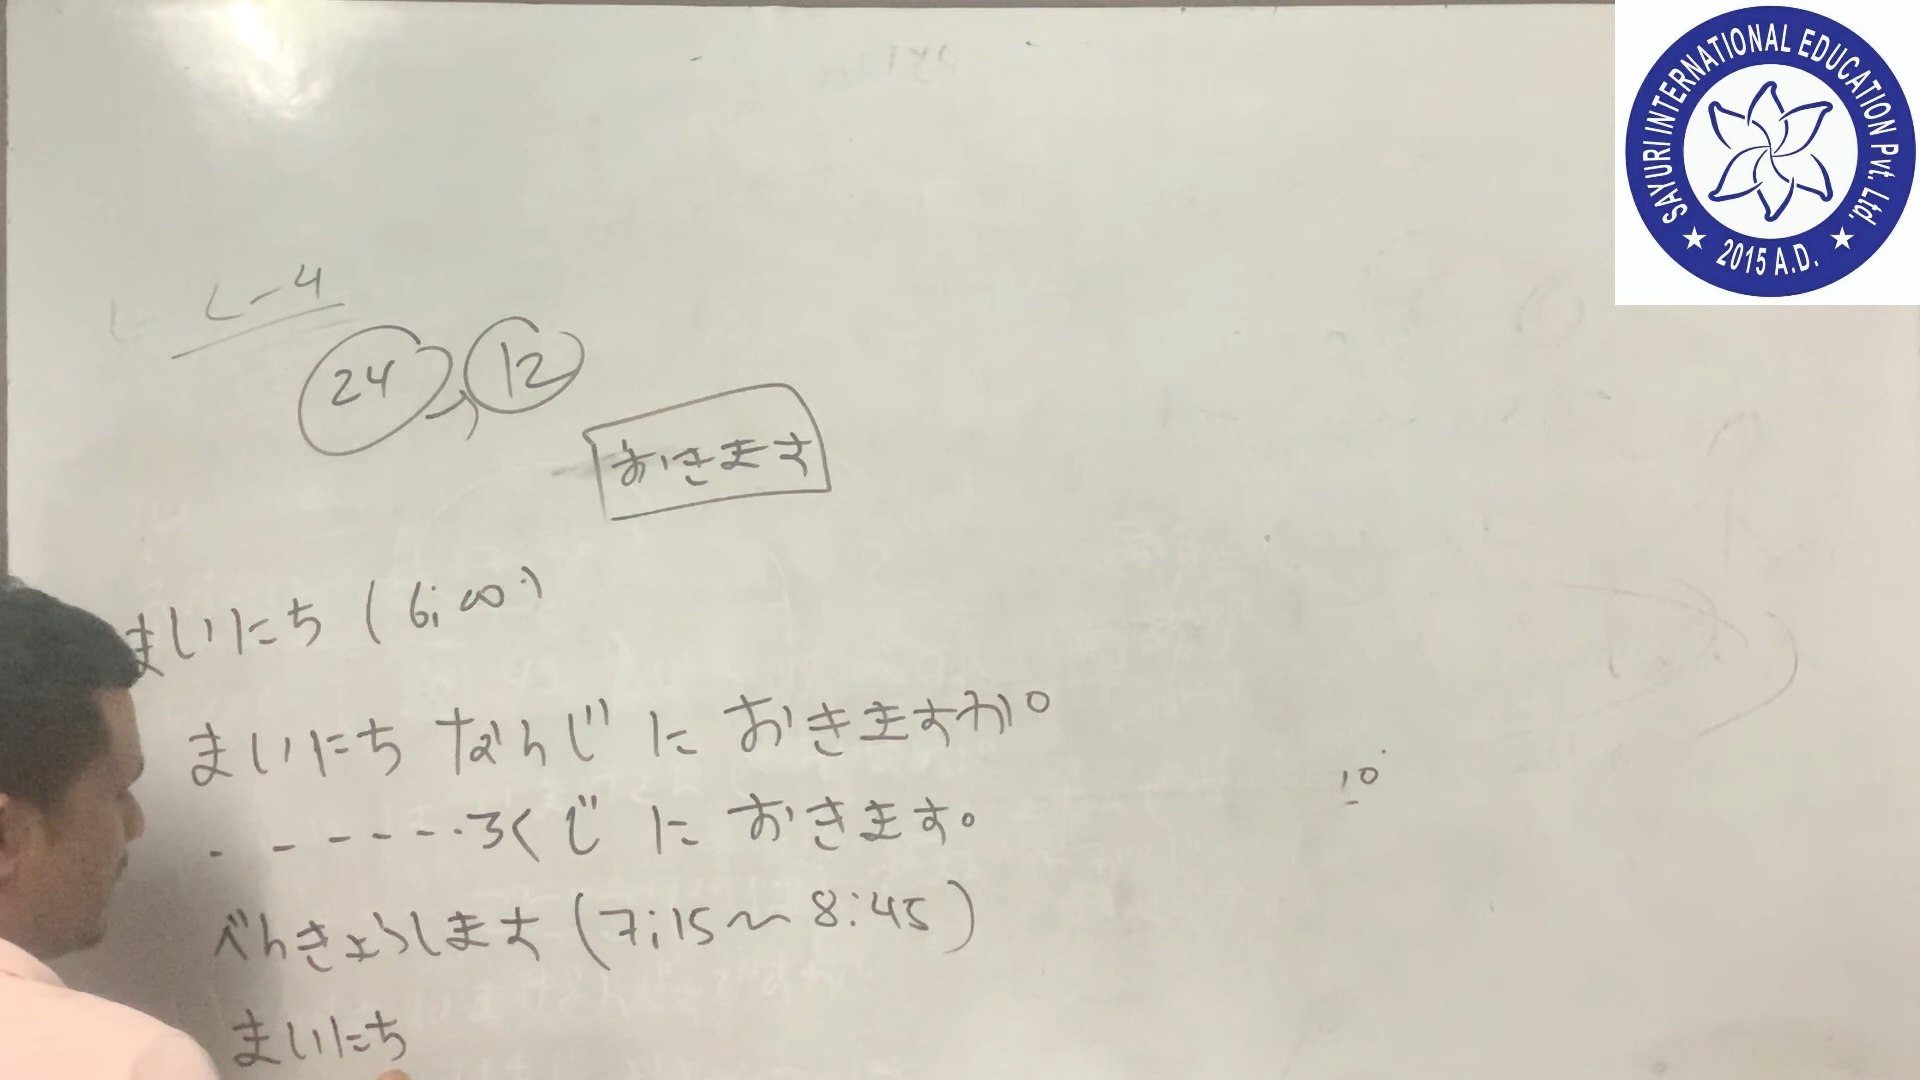 L-4
24, 12
おきます
まいにち (6:00)
まいにち なんじ に おきますか。
- - - - - - ろくじ に おきます。
べんきょうします (7:15~8:45)
まいにち
10
SAYURI INTERNATIONAL EDUCATION Pvt. Ltd.
★ 2015 A.D. ★